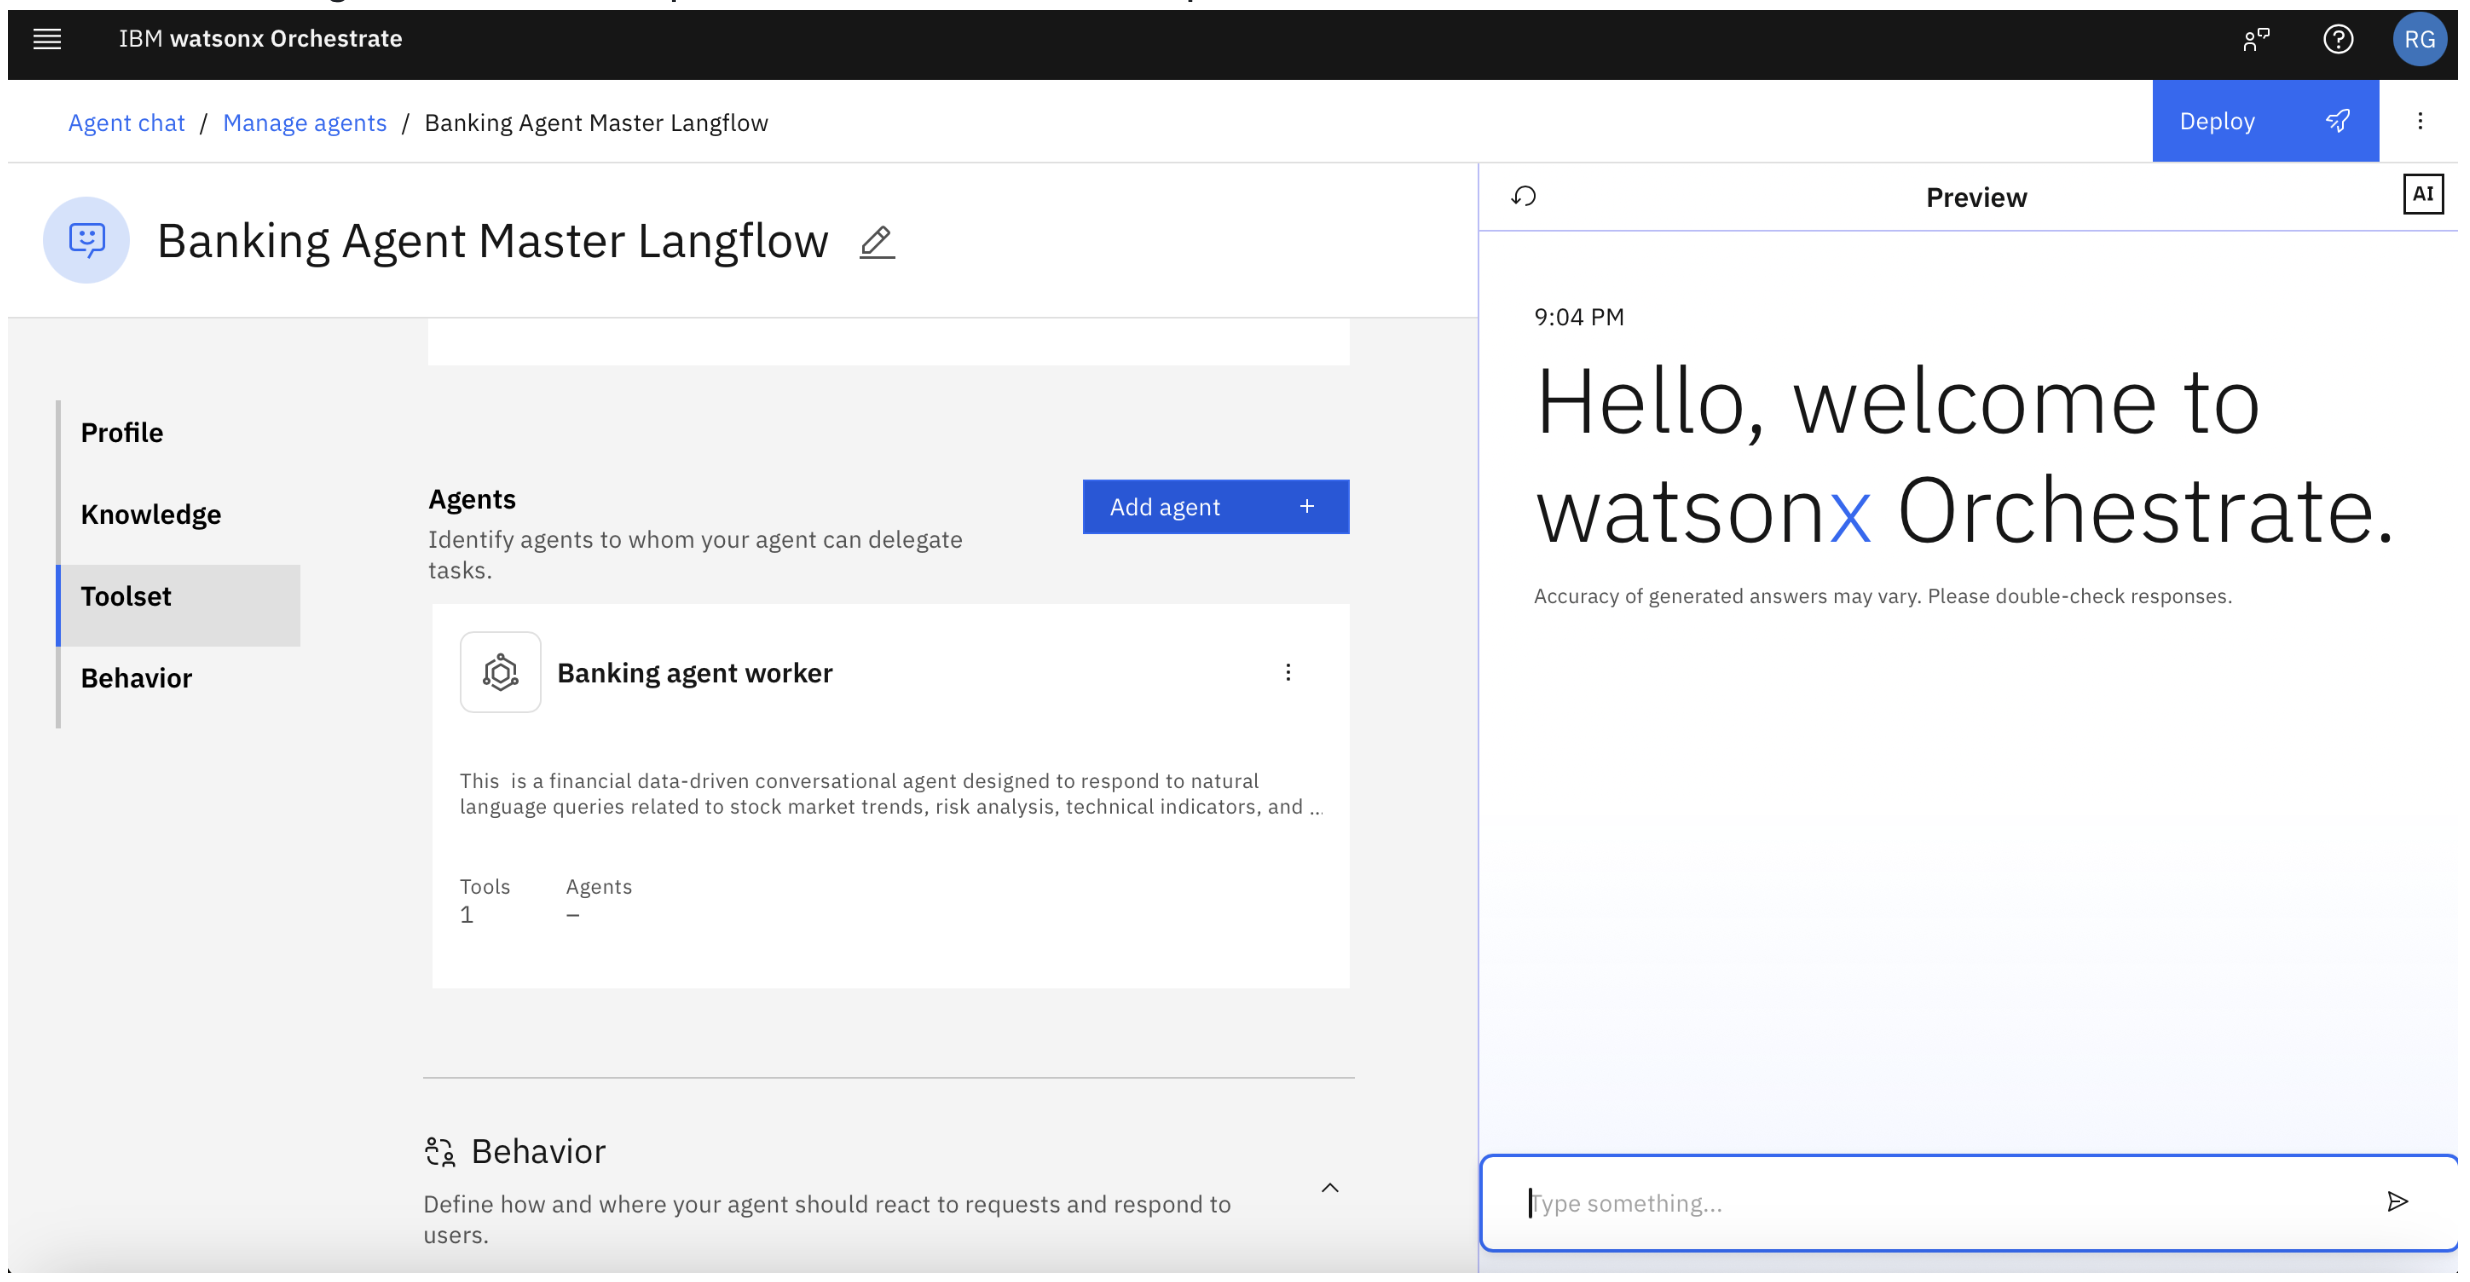 IBM watsonx Orchestrate
RG
Agent chat / Manage agents / Banking Agent Master Langflow
Deploy
Banking Agent Master Langflow
Profile
Knowledge
Toolset
Behavior
Agents
Identify agents to whom your agent can delegate
tasks.
Add agent +
Banking agent worker
This is a financial data-driven conversational agent designed to respond to natural
language queries related to stock market trends, risk analysis, technical indicators, and ...
Tools Agents
1 –
Behavior
Define how and where your agent should react to requests and respond to
users.
Preview
AI
9:04 PM
Hello, welcome to
watsonx Orchestrate.
Accuracy of generated answers may vary. Please double-check responses.
Type something...